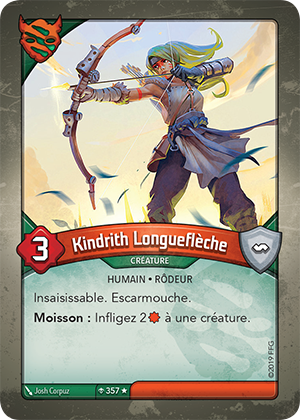 3
Kindrith Longueflèche
CRÉATURE
HUMAIN • RÔDEUR
Insaisissable. Escarmouche.
Moisson : Infligez 2 à une créature.
Josh Corpuz
357 ★
©2019 FFG